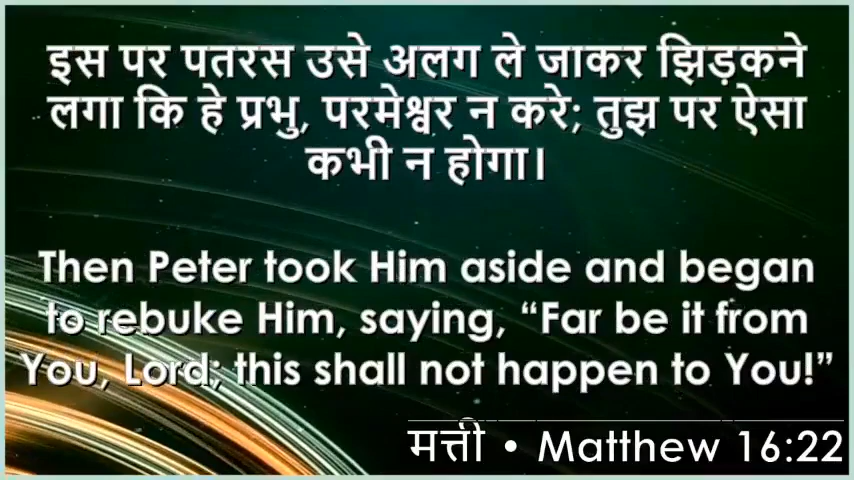 इस पर पतरस उसे अलग ले जाकर झिड़कने
लगा कि हे प्रभु, परमेश्वर न करे; तुझ पर ऐसा
कभी न होगा।
Then Peter took Him aside and began
to rebuke Him, saying, “Far be it from
You, Lord; this shall not happen to You!”
मत्ती • Matthew 16:22